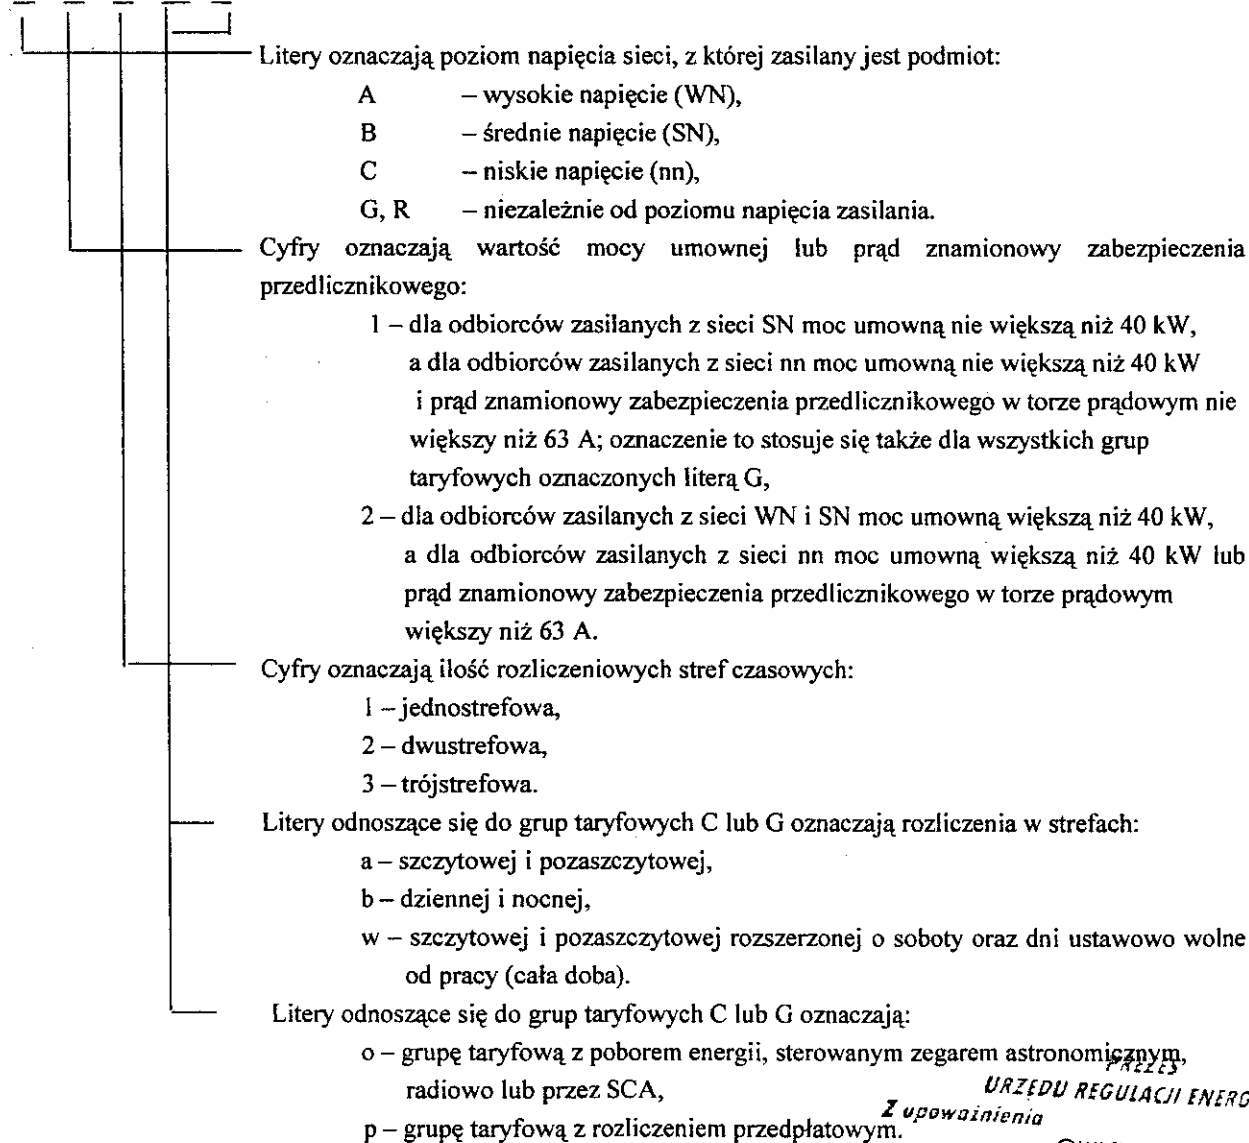 Litery oznaczają poziom napięcia sieci, z której zasilany jest podmiot:
A – wysokie napięcie (WN),
B – średnie napięcie (SN),
C – niskie napięcie (nn),
G, R – niezależnie od poziomu napięcia zasilania.
Cyfry oznaczają wartość mocy umownej lub prąd znamionowy zabezpieczenia
przedlicznikowego:
1 – dla odbiorców zasilanych z sieci SN moc umowną nie większą niż 40 kW,
a dla odbiorców zasilanych z sieci nn moc umowną nie większą niż 40 kW
i prąd znamionowy zabezpieczenia przedlicznikowego w torze prądowym nie
większy niż 63 A; oznaczenie to stosuje się także dla wszystkich grup
taryfowych oznaczonych literą G,
2 – dla odbiorców zasilanych z sieci WN i SN moc umowną większą niż 40 kW,
a dla odbiorców zasilanych z sieci nn moc umowną większą niż 40 kW lub
prąd znamionowy zabezpieczenia przedlicznikowego w torze prądowym
większy niż 63 A.
Cyfry oznaczają ilość rozliczeniowych stref czasowych:
1 – jednostrefowa,
2 – dwustrefowa,
3 – trójstrefowa.
Litery odnoszące się do grup taryfowych C lub G oznaczają rozliczenia w strefach:
a – szczytowej i pozaszczytowej,
b – dziennej i nocnej,
w – szczytowej i pozaszczytowej rozszerzonej o soboty oraz dni ustawowo wolne
od pracy (cała doba).
Litery odnoszące się do grup taryfowych C lub G oznaczają:
o – grupę taryfową z poborem energii, sterowanym zegarem astronomicznym,
PREZES
radiowo lub przez SCA,
URZĘDU REGULACJI ENERG
Z upoważnienia
p – grupę taryfową z rozliczeniem przedpłatowym.